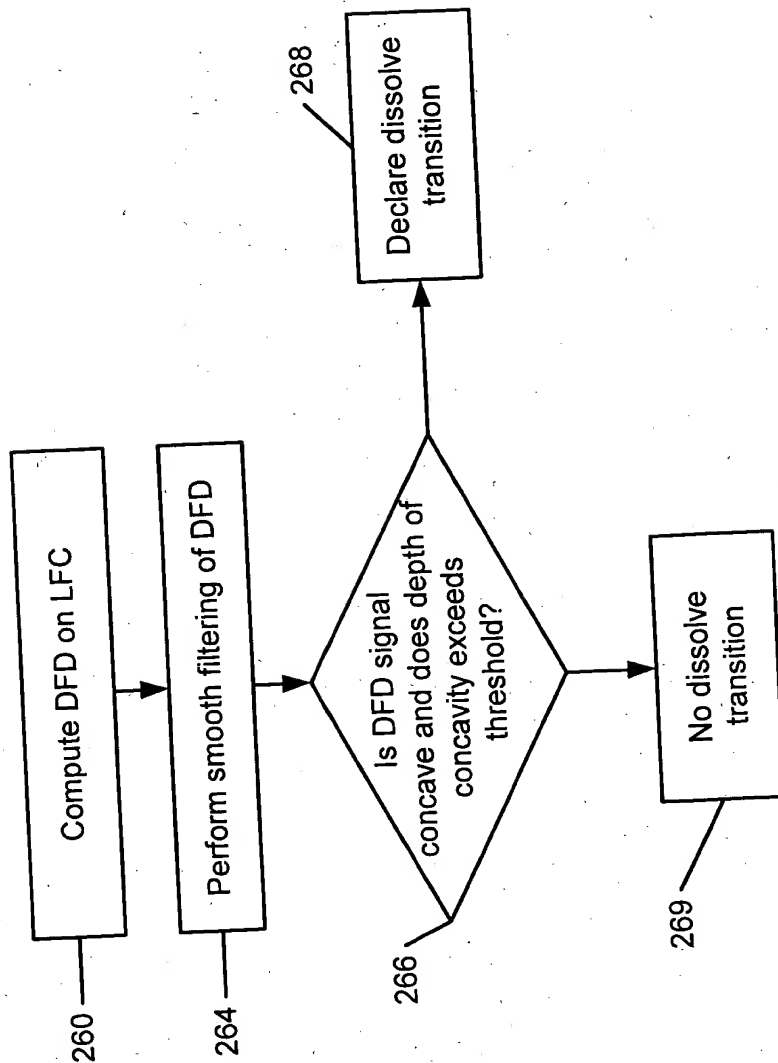 260
Compute DFD on LFC
264
Perform smooth filtering of DFD
266
Is DFD signal
concave and does depth of
concavity exceeds
threshold?
268
Declare dissolve
transition
269
No dissolve
transition